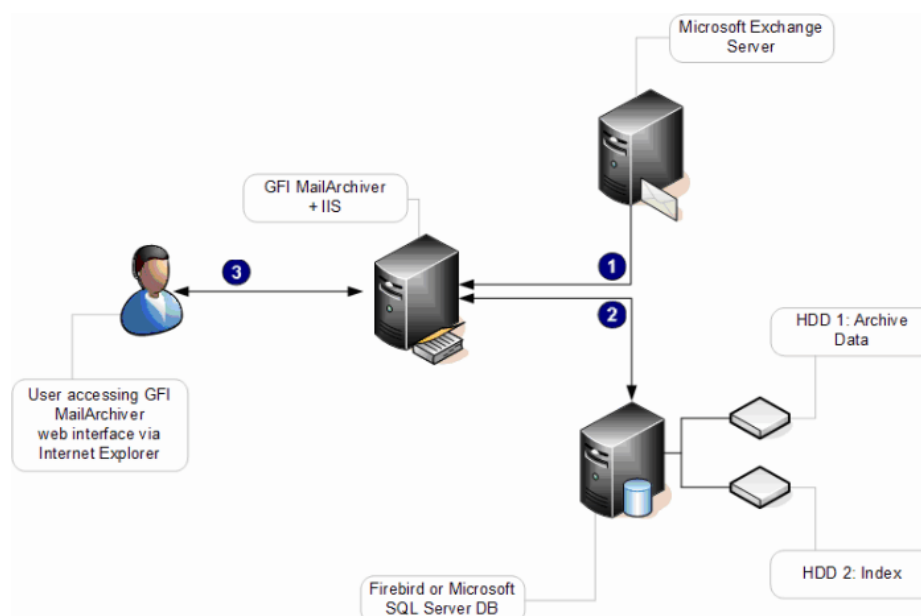 Microsoft Exchange
Server
GFI MailArchiver
+ IIS
1
3
2
HDD 1: Archive
Data
User accessing GFI
MailArchiver
web interface via
Internet Explorer
HDD 2: Index
Firebird or Microsoft
SQL Server DB